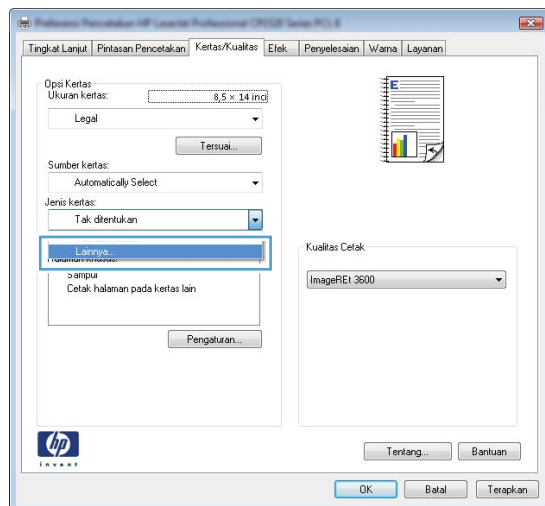 Tingkat Lanjut Pintasan Pencetakan Kertas/Kualitas Efek Penyelesaian Warna Layanan
Opsi Kertas
Ukuran kertas: 8,5 × 14 inci
Legal
Tersuai...
Sumber kertas:
Automatically Select
Jenis kertas:
Tak ditentukan
Lainnya...
Sampul
Cetak halaman pada kertas lain
Pengaturan...
E
Kualitas Cetak
ImageREt 3600
hp
invent
Tentang... Bantuan
OK Batal Terapkan